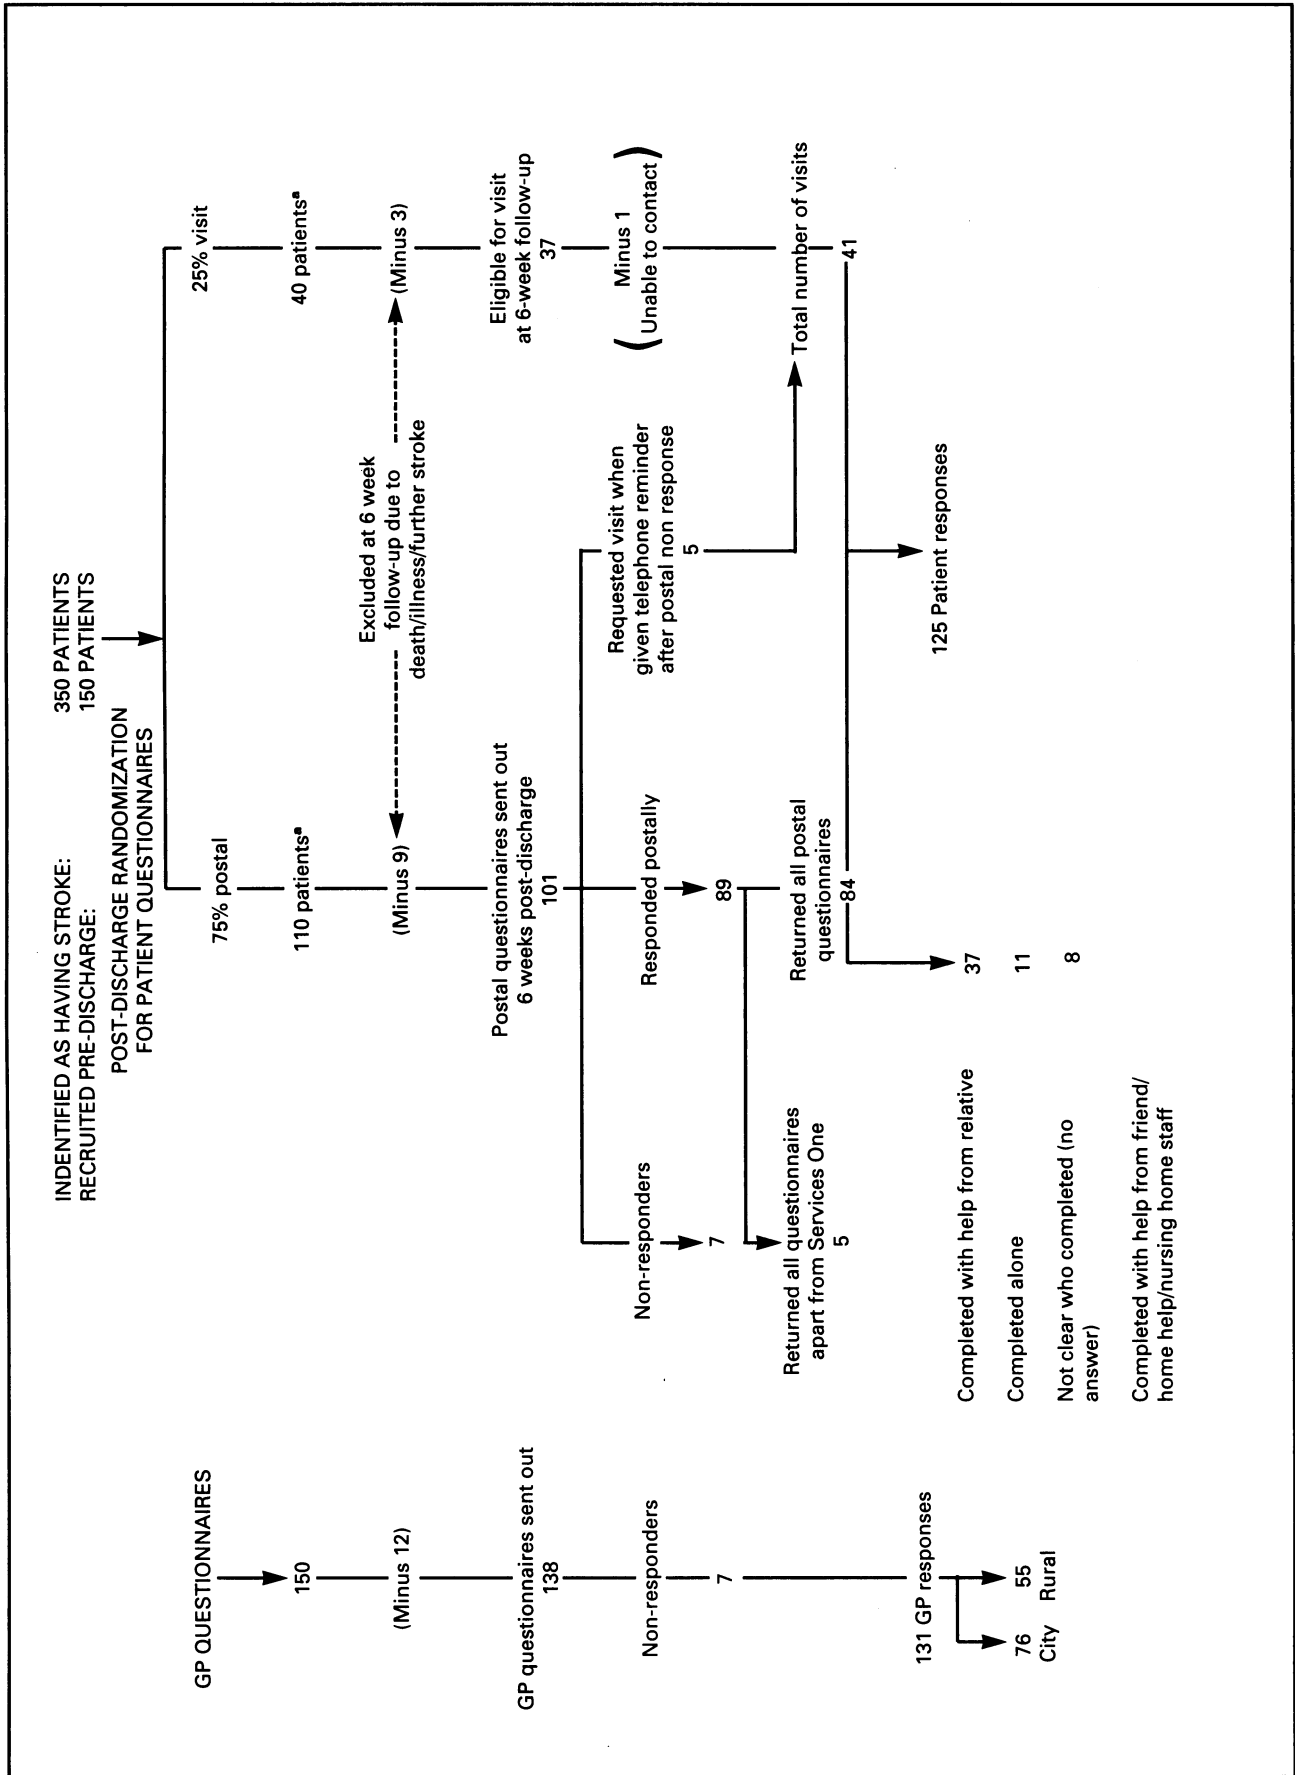 INDENTIFIED AS HAVING STROKE: 350 PATIENTS
RECRUITED PRE-DISCHARGE: 150 PATIENTS
POST-DISCHARGE RANDOMIZATION
FOR PATIENT QUESTIONNAIRES
GP QUESTIONNAIRES
150
(Minus 12)
GP questionnaires sent out
138
Non-responders
7
131 GP responses
76
City
55
Rural
75% postal
110 patientsª
(Minus 9)
Excluded at 6 week
follow-up due to
death/illness/further stroke
25% visit
40 patientsª
(Minus 3)
Postal questionnaires sent out
6 weeks post-discharge
101
Eligible for visit
at 6-week follow-up
37
Non-responders
7
Responded postally
89
Requested visit when
given telephone reminder
after postal non response
5
(Minus 1
Unable to contact)
Returned all questionnaires
apart from Services One
5
Returned all postal
questionnaires
84
Total number of visits
41
125 Patient responses
Completed with help from relative 37
Completed alone 11
Not clear who completed (no 8
answer)
Completed with help from friend/
home help/nursing home staff